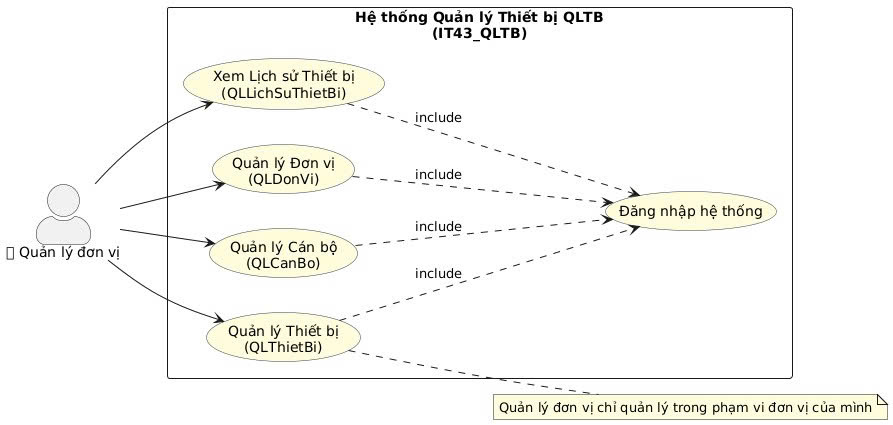 Hệ thống Quản lý Thiết bị QLTB
(IT43_QLTB)
Xem Lịch sử Thiết bị
(QLLichSuThietBi)
include
Quản lý Đơn vị
(QLDonVi)
include
Đăng nhập hệ thống
Quản lý đơn vị
Quản lý Cán bộ
(QLCanBo)
include
include
Quản lý Thiết bị
(QLThietBi)
Quản lý đơn vị chỉ quản lý trong phạm vi đơn vị của mình